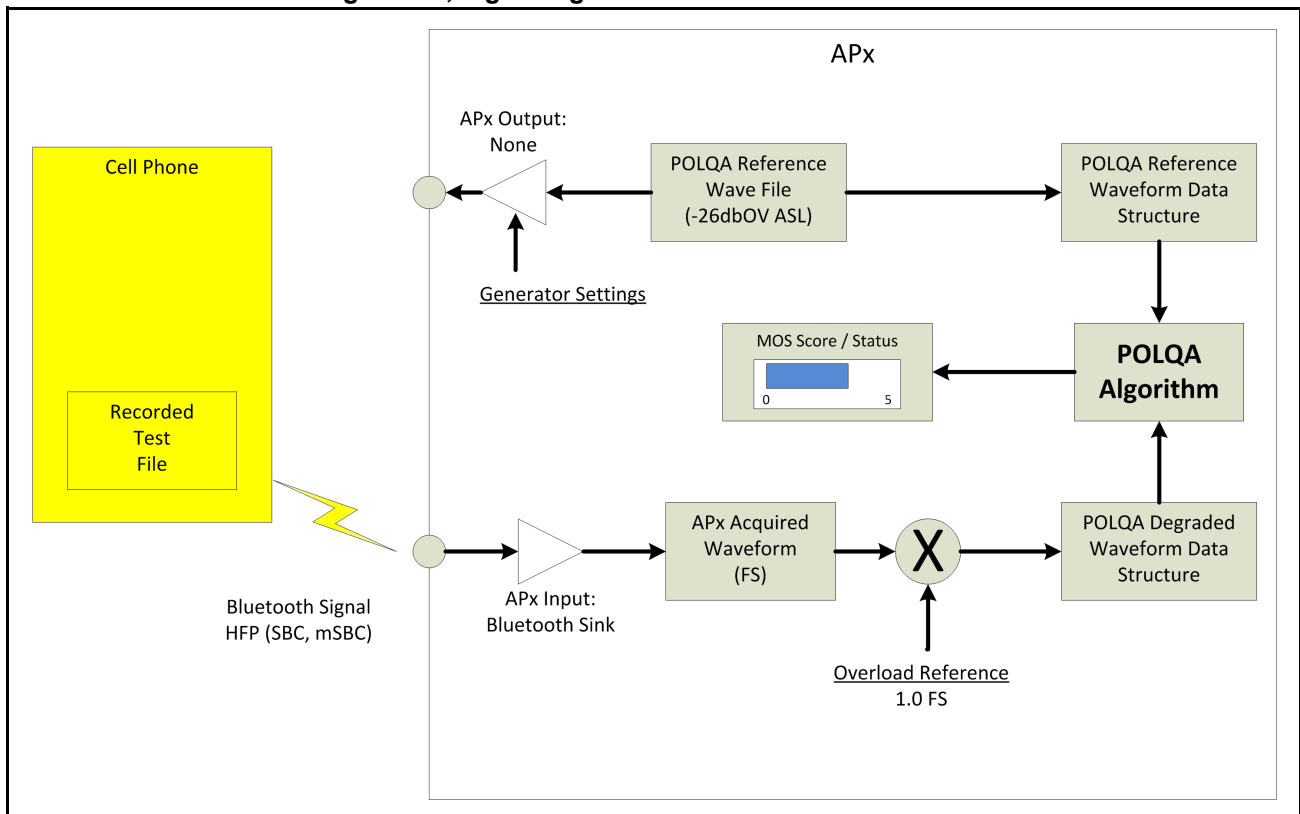 APx
APx Output:
None
Cell Phone
POLQA Reference
Wave File
(-26dbOV ASL)
POLQA Reference
Waveform Data
Structure
Generator Settings
MOS Score / Status
0 5
POLQA
Algorithm
Recorded
Test
File
APx Acquired
Waveform
(FS)
X
POLQA Degraded
Waveform Data
Structure
APx Input:
Bluetooth Sink
Bluetooth Signal
HFP (SBC, mSBC)
Overload Reference
1.0 FS